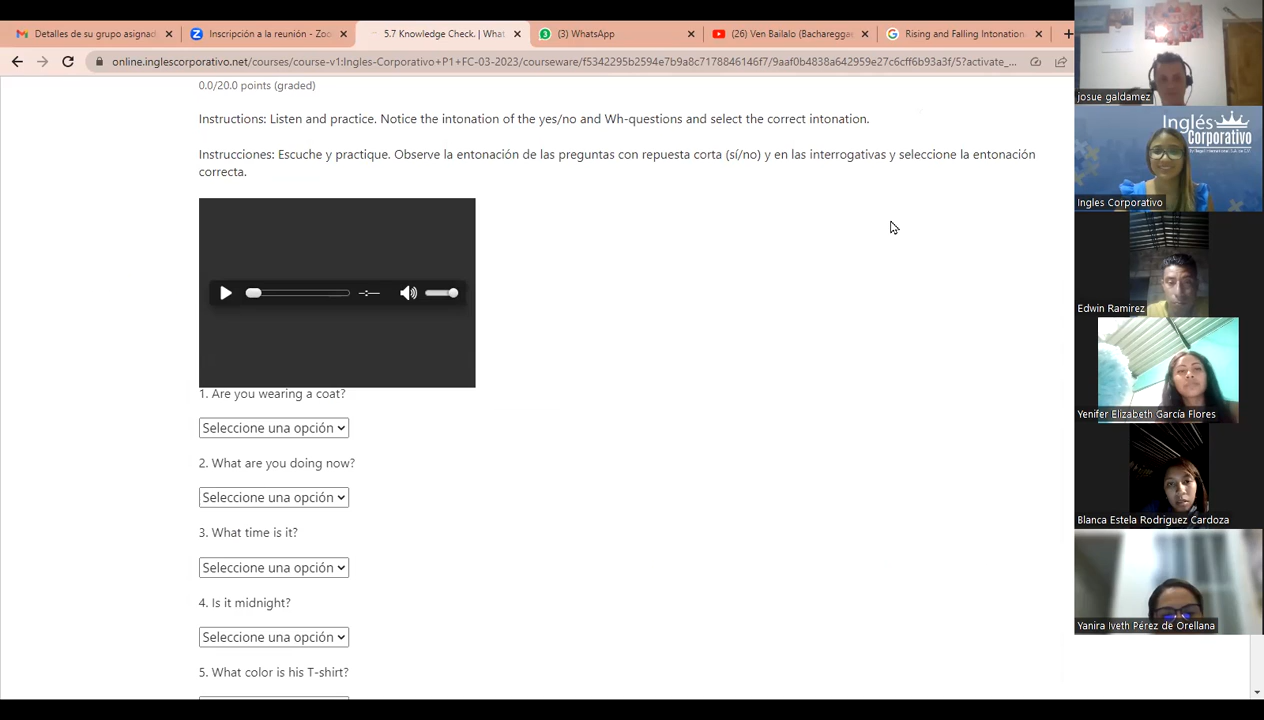 Detalles de su grupo asignad
Inscripción a la reunión - Zoo
5.7 Knowledge Check. | What
(3) WhatsApp
(26) Ven Bailalo (Bachareggae
Rising and Falling Intonation
online.inglescorporativo.net/courses/course-v1:Ingles-Corporativo+P1+FC-03-2023/courseware/f5342295b2594e7b9a8c7178846146f7/9aaf0b4838a642959e27c6cff6b93a3f/5?activate_...
0.0/20.0 points (graded)
Instructions: Listen and practice. Notice the intonation of the yes/no and Wh-questions and select the correct intonation.
Instrucciones: Escuche y practique. Observe la entonación de las preguntas con repuesta corta (sí/no) y en las interrogativas y seleccione la entonación
correcta.
-:-
1. Are you wearing a coat?
Seleccione una opción
2. What are you doing now?
Seleccione una opción
3. What time is it?
Seleccione una opción
4. Is it midnight?
Seleccione una opción
5. What color is his T-shirt?
josue galdamez
Inglés
Corporativo
Ingles Corporativo
Edwin Ramirez
Yenifer Elizabeth García Flores
Blanca Estela Rodriguez Cardoza
Yanira Iveth Pérez de Orellana